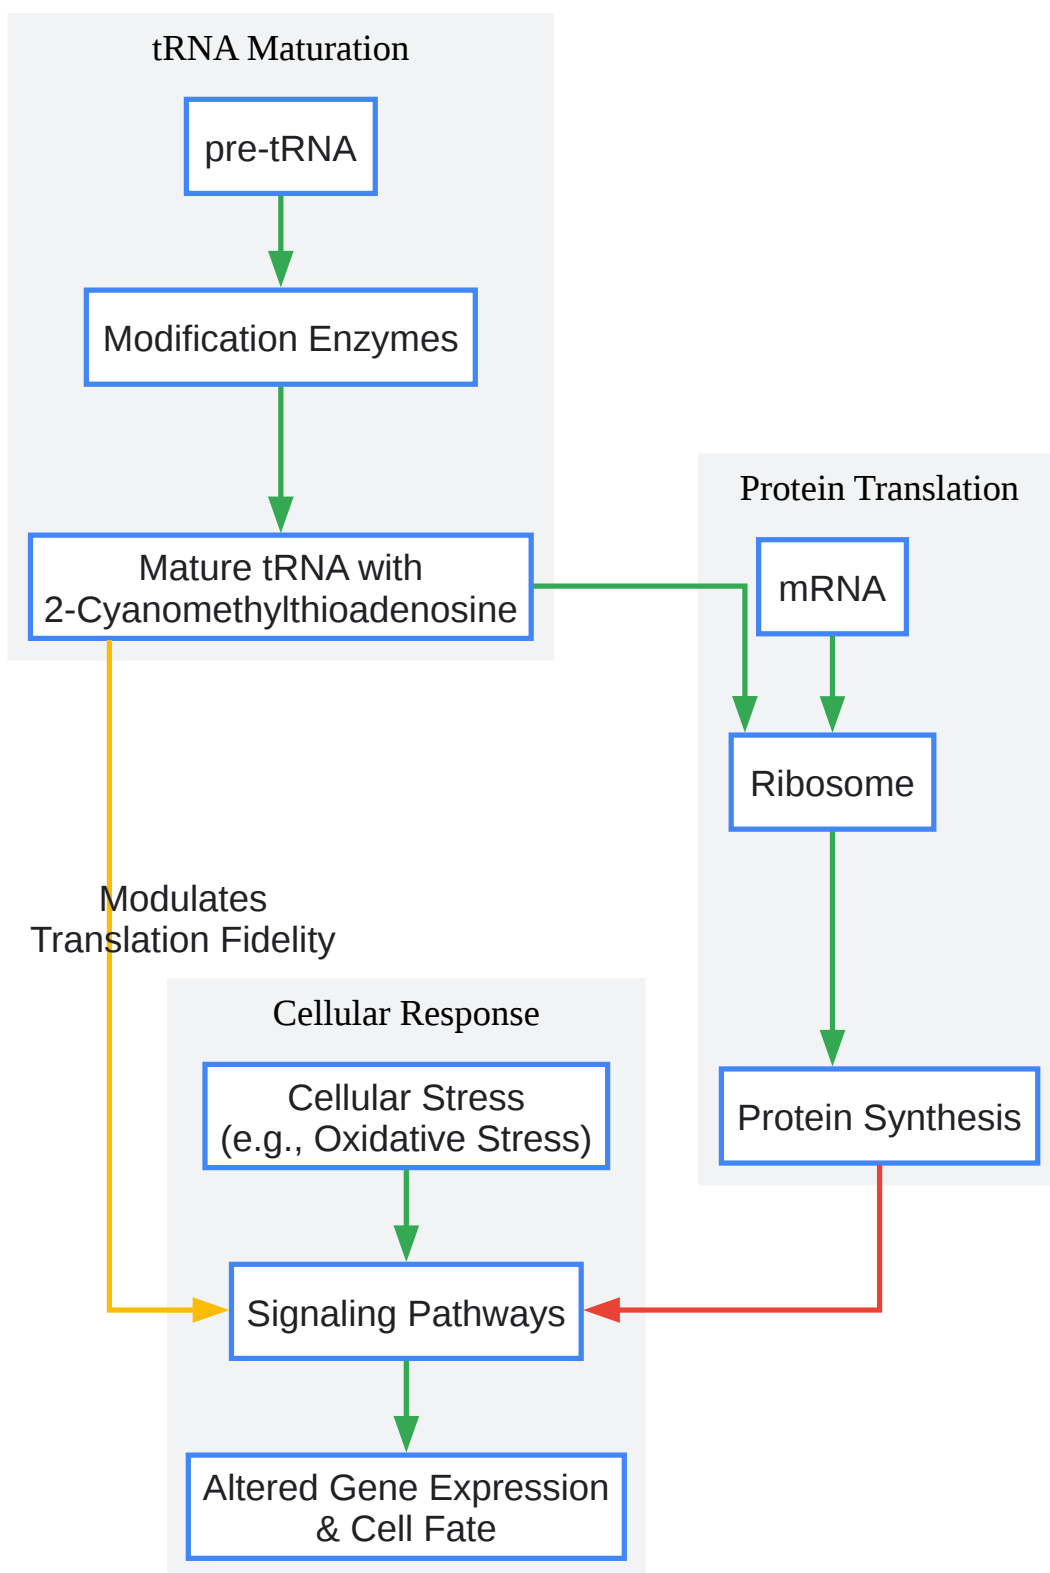 tRNA Maturation
pre-tRNA
Modification Enzymes
Mature tRNA with
2-Cyanomethylthioadenosine
Protein Translation
mRNA
Ribosome
Protein Synthesis
Modulates
Translation Fidelity
Cellular Response
Cellular Stress
(e.g., Oxidative Stress)
Signaling Pathways
Altered Gene Expression
& Cell Fate